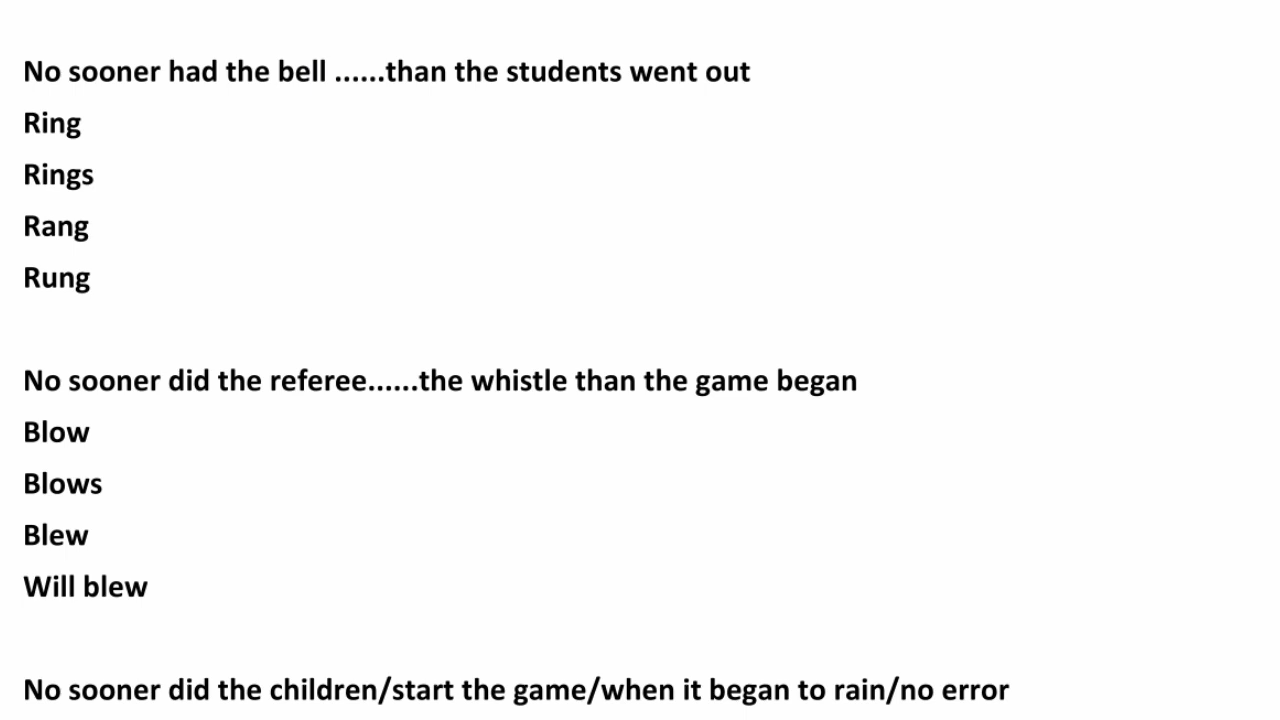 No sooner had the bell ......than the students went out
Ring
Rings
Rang
Rung
No sooner did the referee......the whistle than the game began
Blow
Blows
Blew
Will blew
No sooner did the children/start the game/when it began to rain/no error